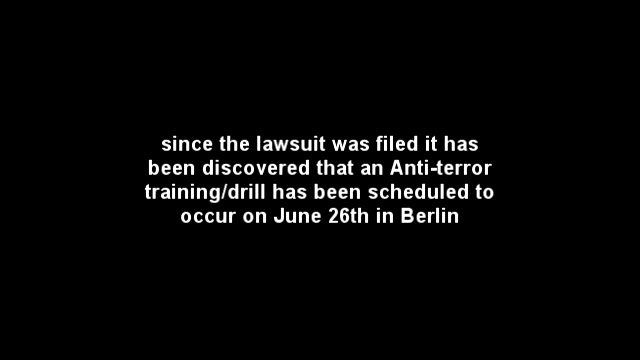 since the lawsuit was filed it has
been discovered that an Anti-terror
training/drill has been scheduled to
occur on June 26th in Berlin